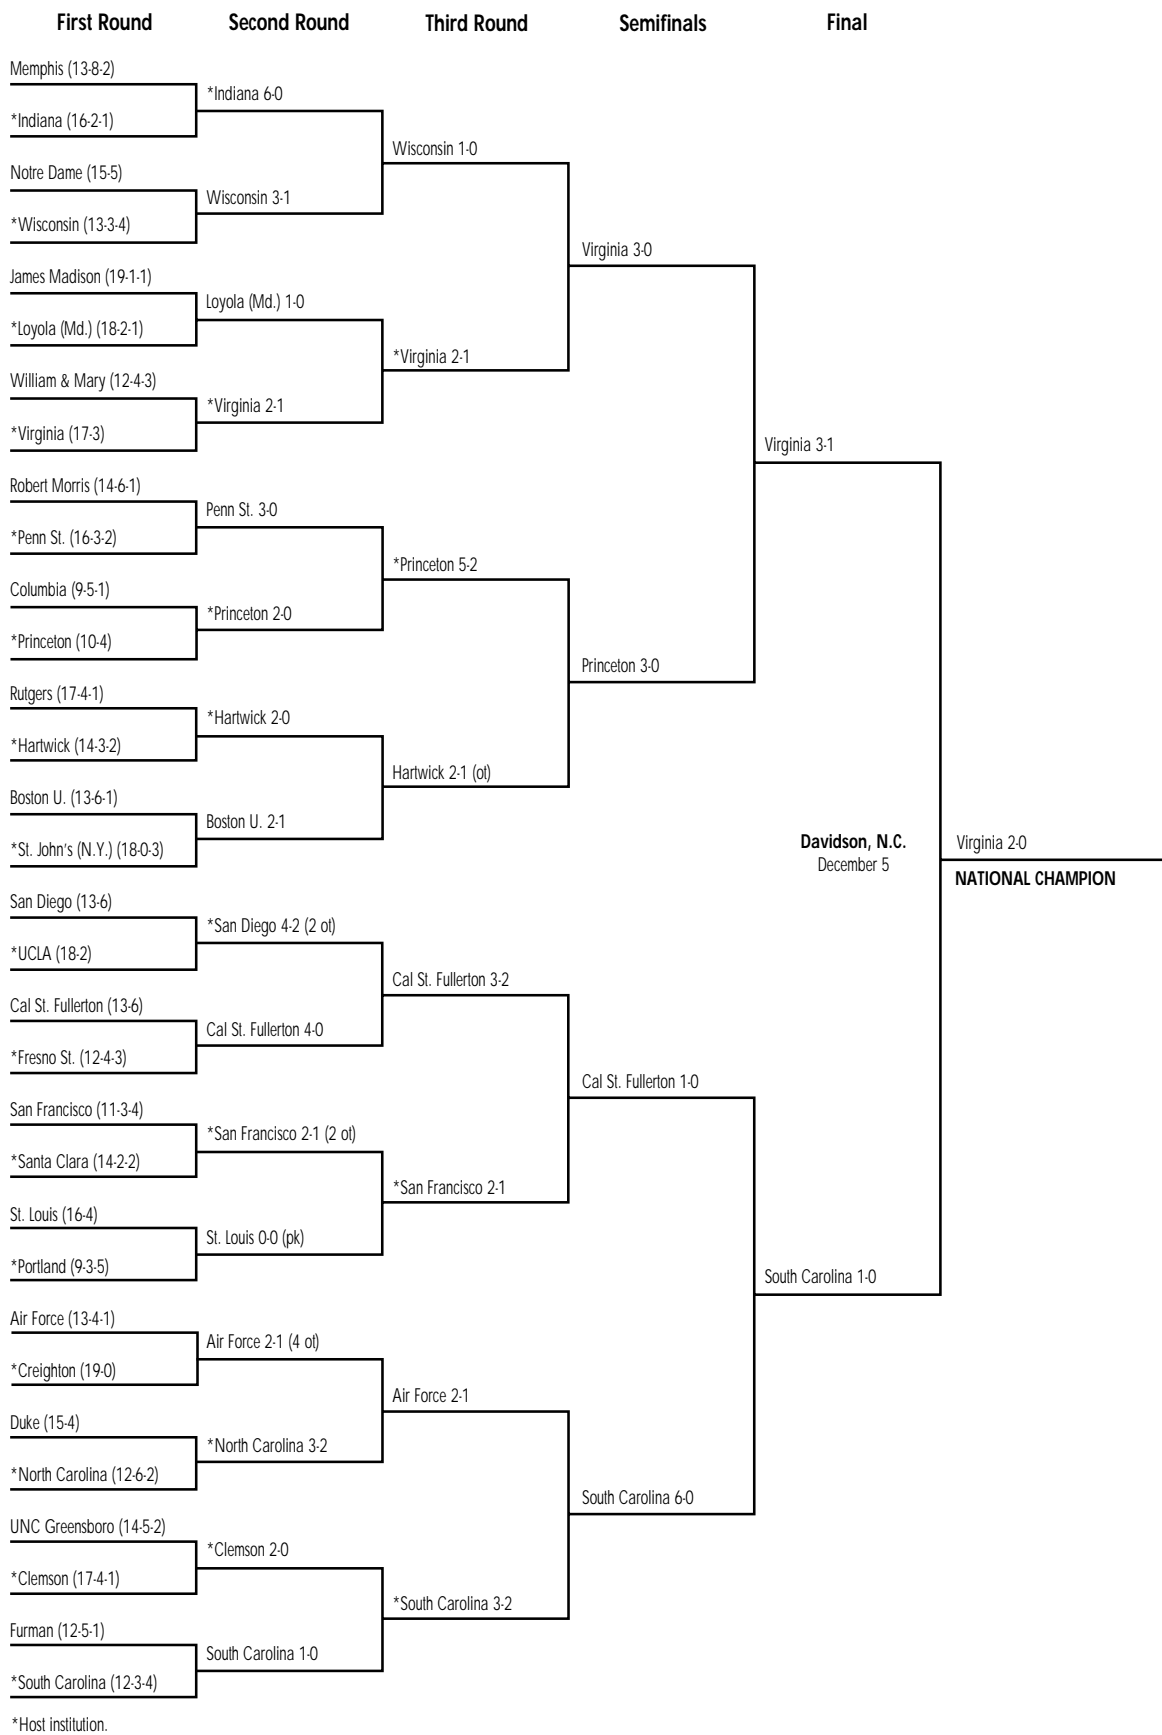 First Round
Second Round
Third Round
Semifinals
Final
Memphis (13-8-2)
*Indiana (16-2-1)
Notre Dame (15-5)
*Wisconsin (13-3-4)
James Madison (19-1-1)
*Loyola (Md.) (18-2-1)
William & Mary (12-4-3)
*Virginia (17-3)
Robert Morris (14-6-1)
*Penn St. (16-3-2)
Columbia (9-5-1)
*Princeton (10-4)
Rutgers (17-4-1)
*Hartwick (14-3-2)
Boston U. (13-6-1)
*St. John's (N.Y.) (18-0-3)
San Diego (13-6)
*UCLA (18-2)
Cal St. Fullerton (13-6)
*Fresno St. (12-4-3)
San Francisco (11-3-4)
*Santa Clara (14-2-2)
St. Louis (16-4)
*Portland (9-3-5)
Air Force (13-4-1)
*Creighton (19-0)
Duke (15-4)
*North Carolina (12-6-2)
UNC Greensboro (14-5-2)
*Clemson (17-4-1)
Furman (12-5-1)
*South Carolina (12-3-4)
*Indiana 6-0
Wisconsin 3-1
Loyola (Md.) 1-0
*Virginia 2-1
Penn St. 3-0
*Princeton 2-0
*Hartwick 2-0
Boston U. 2-1
*San Diego 4-2 (2 ot)
Cal St. Fullerton 4-0
*San Francisco 2-1 (2 ot)
St. Louis 0-0 (pk)
Air Force 2-1 (4 ot)
*North Carolina 3-2
*Clemson 2-0
South Carolina 1-0
Wisconsin 1-0
*Virginia 2-1
*Princeton 5-2
Hartwick 2-1 (ot)
Cal St. Fullerton 3-2
*San Francisco 2-1
Air Force 2-1
*South Carolina 3-2
Virginia 3-0
Princeton 3-0
Cal St. Fullerton 1-0
South Carolina 6-0
Virginia 3-1
South Carolina 1-0
Davidson, N.C.
December 5
Virginia 2-0
NATIONAL CHAMPION
*Host institution.